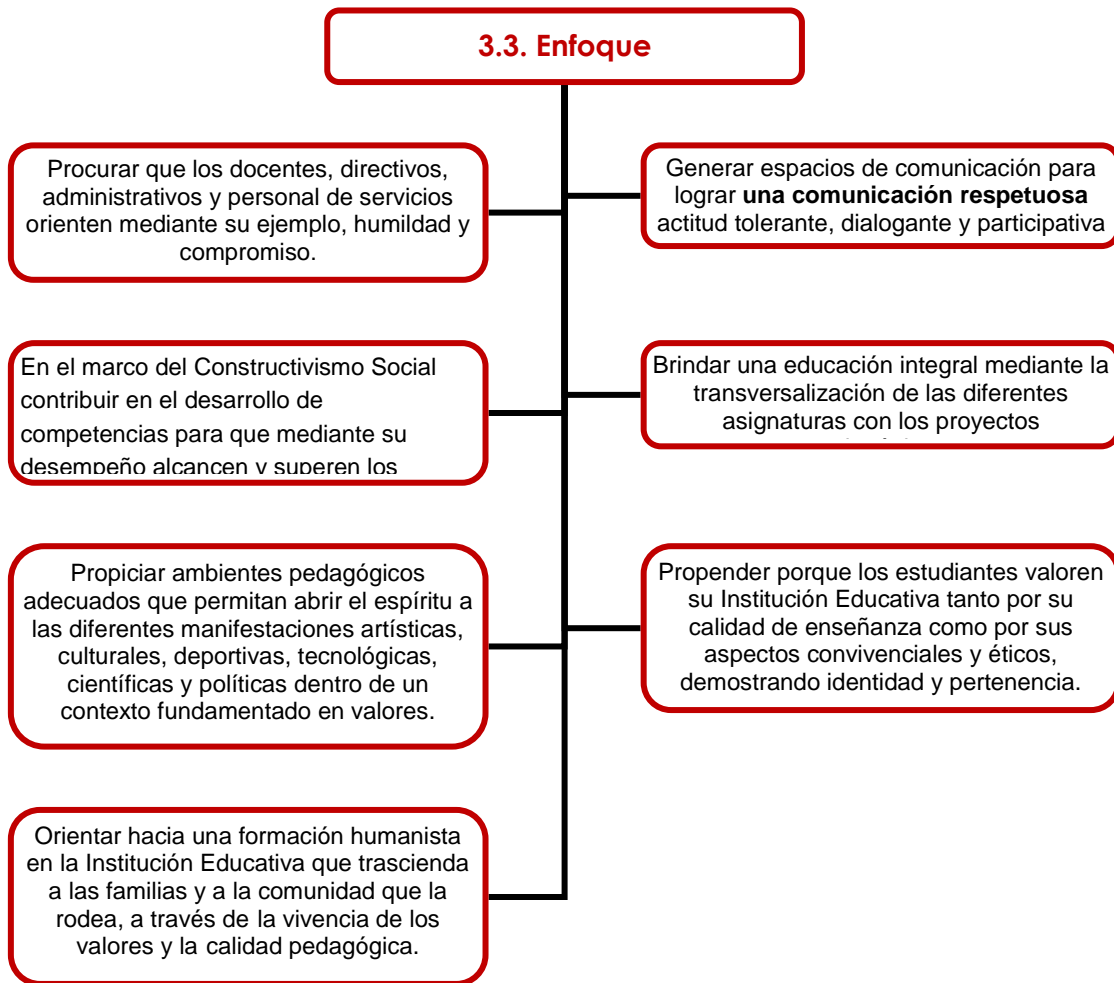 3.3. Enfoque
Procurar que los docentes, directivos,
administrativos y personal de servicios
orienten mediante su ejemplo, humildad y
compromiso.
Generar espacios de comunicación para
lograr una comunicación respetuosa
actitud tolerante, dialogante y participativa
En el marco del Constructivismo Social
contribuir en el desarrollo de
competencias para que mediante su
desempeño alcancen y superen los
Brindar una educación integral mediante la
transversalización de las diferentes
asignaturas con los proyectos
Propiciar ambientes pedagógicos
adecuados que permitan abrir el espíritu a
las diferentes manifestaciones artísticas,
culturales, deportivas, tecnológicas,
científicas y políticas dentro de un
contexto fundamentado en valores.
Propender porque los estudiantes valoren
su Institución Educativa tanto por su
calidad de enseñanza como por sus
aspectos convivenciales y éticos,
demostrando identidad y pertenencia.
Orientar hacia una formación humanista
en la Institución Educativa que trascienda
a las familias y a la comunidad que la
rodea, a través de la vivencia de los
valores y la calidad pedagógica.